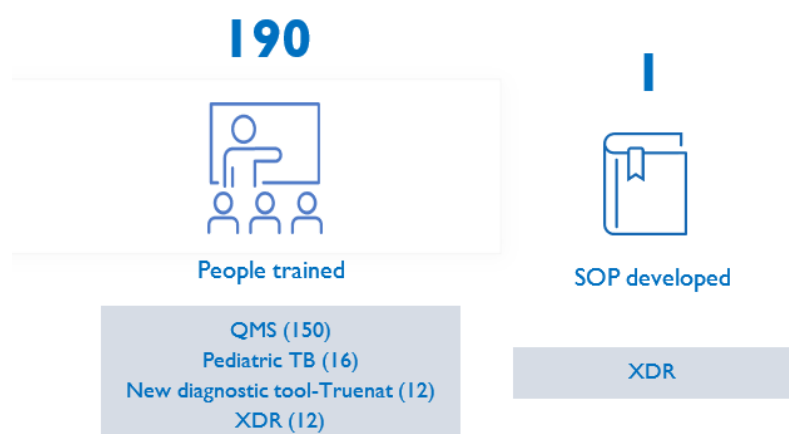 190
People trained
QMS (150)
Pediatric TB (16)
New diagnostic tool-Truenat (12)
XDR (12)
1
SOP developed
XDR